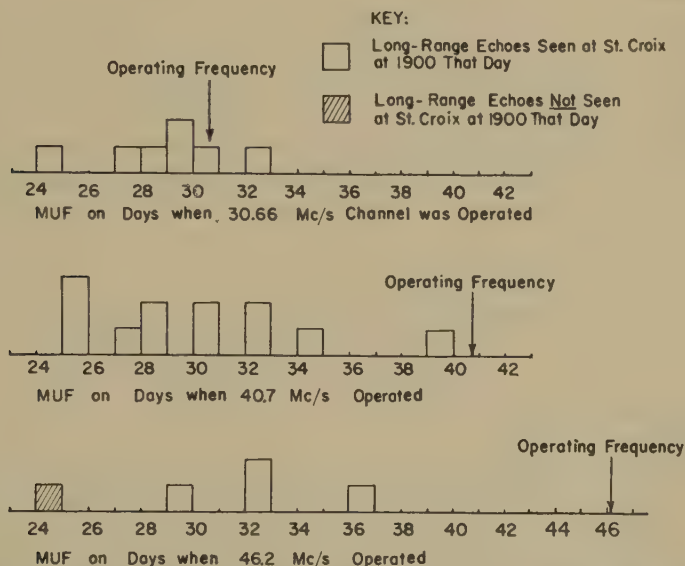 KEY:
Long-Range Echoes Seen at St. Croix
at 1900 That Day
Long-Range Echoes Not Seen
at St. Croix at 1900 That Day
Operating Frequency
24 26 28 30 32 34 36 38 40 42
MUF on Days when 30.66 Mc/s Channel was Operated
Operating Frequency
24 26 28 30 32 34 36 38 40 42
MUF on Days when 40.7 Mc/s Operated
Operating Frequency
24 26 28 30 32 34 36 38 40 42 44 46
MUF on Days when 46.2 Mc/s Operated